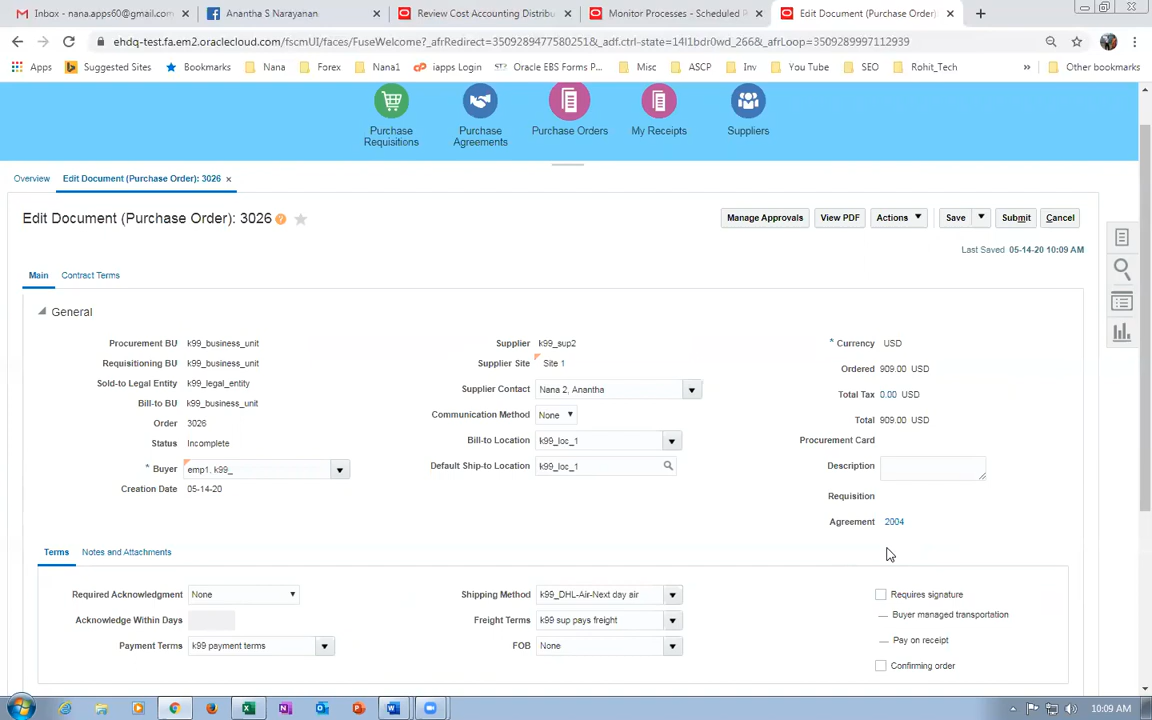 Inbox - nana.apps60@gmail.com
Anantha S Narayanan
Review Cost Accounting Distribu
Monitor Processes - Scheduled P
Edit Document (Purchase Order)
ehdq-test.fa.em2.oraclecloud.com/fscmUI/faces/FuseWelcome?_afrRedirect=3509289477580251&_adf.ctrl-state=14l1bdr0wd_266&_afrLoop=3509289997112939
Apps Suggested Sites Bookmarks Nana Forex Nana1 iapps Login Oracle EBS Forms P... Misc ASCP Inv You Tube SEO Rohit_Tech » Other bookmarks
Purchase Requisitions
Purchase Agreements
Purchase Orders
My Receipts
Suppliers
Overview
Edit Document (Purchase Order): 3026
Edit Document (Purchase Order): 3026
Manage Approvals View PDF Actions Save Submit Cancel
Last Saved 05-14-20 10:09 AM
Main Contract Terms
General
Procurement BU k99_business_unit
Requisitioning BU k99_business_unit
Sold-to Legal Entity k99_legal_entity
Bill-to BU k99_business_unit
Order 3026
Status Incomplete
* Buyer emp1, k99_
Creation Date 05-14-20
Supplier k99_sup2
Supplier Site Site 1
Supplier Contact Nana 2, Anantha
Communication Method None
Bill-to Location k99_loc_1
Default Ship-to Location k99_loc_1
* Currency USD
Ordered 909.00 USD
Total Tax 0.00 USD
Total 909.00 USD
Procurement Card
Description
Requisition
Agreement 2004
Terms Notes and Attachments
Required Acknowledgment None
Acknowledge Within Days
Payment Terms k99 payment terms
Shipping Method k99_DHL-Air-Next day air
Freight Terms k99 sup pays freight
FOB None
Requires signature
— Buyer managed transportation
— Pay on receipt
Confirming order
10:09 AM